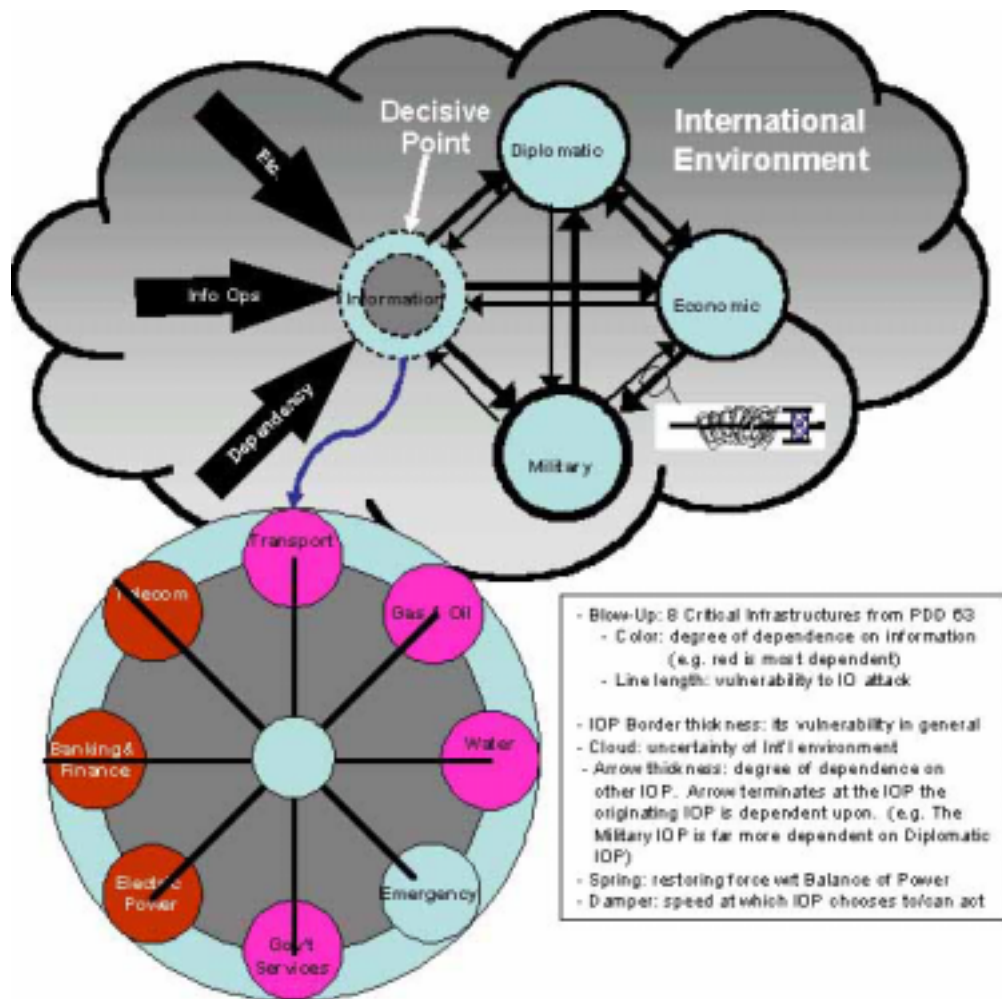 Decisive
Point
International
Environment
Etc.
Diplomatic
Info Ops
Information
Economic
Dependency
Military
Transport
Telecom
Gas & Oil
Banking&
Finance
Water
Electric
Power
Emergency
Gov't
Services
- Blow-Up: 8 Critical Infrastructures from PDD 63
- Color: degree of dependence on information
(e.g. red is most dependent)
- Line length: vulnerability to IO attack
- IOP Border thickness: its vulnerability in general
- Cloud: uncertainty of Int'l environment
- Arrow thickness: degree of dependence on
other IOP. Arrow terminates at the IOP the
originating IOP is dependent upon. (e.g. The
Military IOP is far more dependent on Diplomatic
IOP)
- Spring: restoring force wrt Balance of Power
- Damper: speed at which IOP chooses to/can act